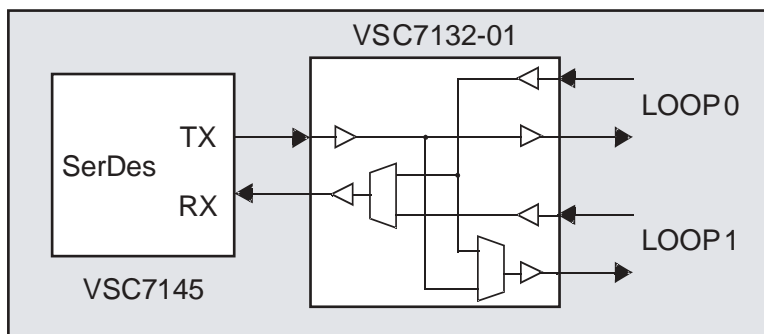 VSC7132-01
LOOP0
TX
SerDes
RX
LOOP1
VSC7145